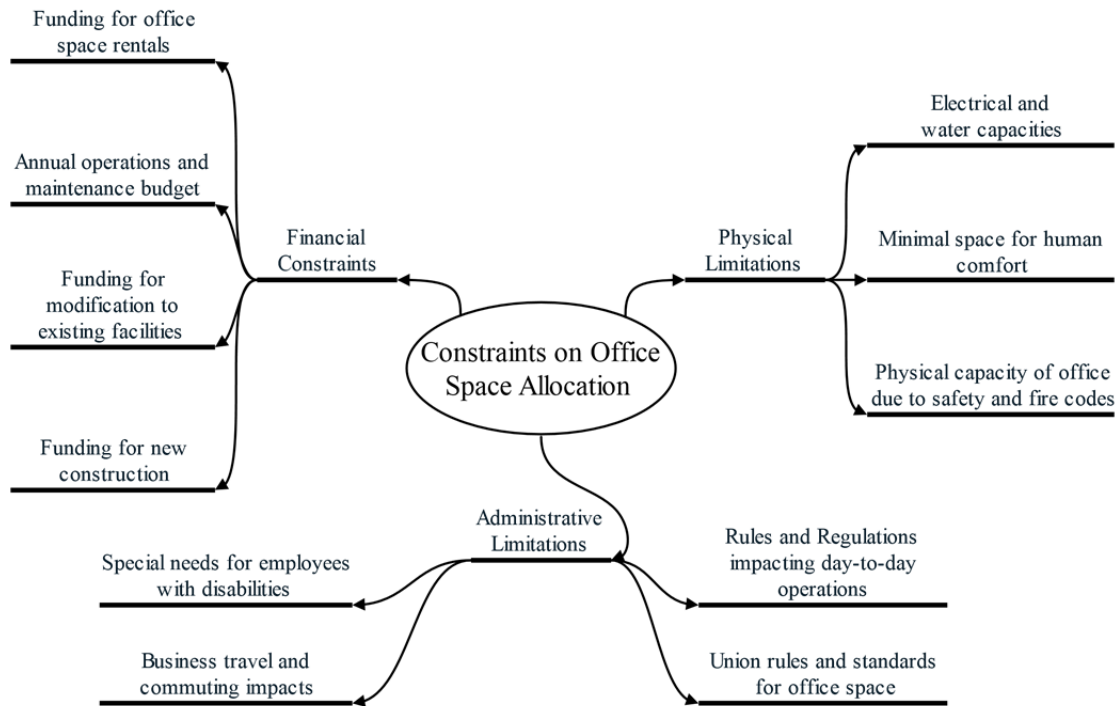 Funding for office
space rentals
Annual operations and
maintenance budget
Funding for
modification to
existing facilities
Funding for new
construction
Financial
Constraints
Constraints on Office
Space Allocation
Physical
Limitations
Electrical and
water capacities
Minimal space for human
comfort
Physical capacity of office
due to safety and fire codes
Administrative
Limitations
Special needs for employees
with disabilities
Business travel and
commuting impacts
Rules and Regulations
impacting day-to-day
operations
Union rules and standards
for office space